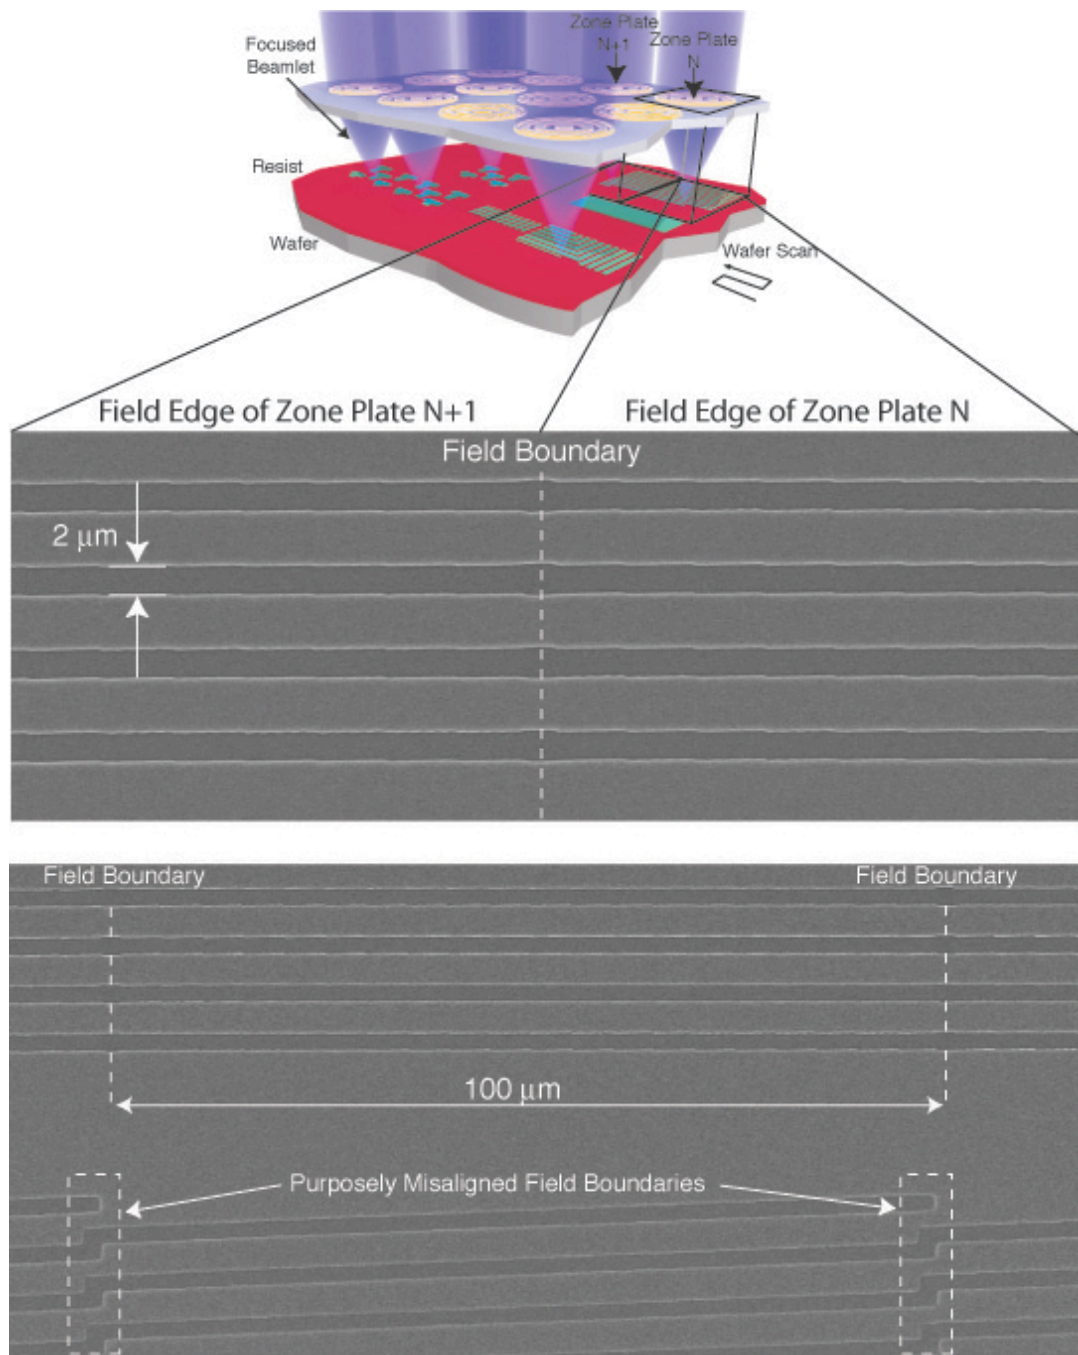 Zone Plate
N+1
Zone Plate
N
Focused
Beamlet
Resist
Wafer
Wafer Scan
Field Edge of Zone Plate N+1
Field Edge of Zone Plate N
Field Boundary
2 μm
Field Boundary
Field Boundary
100 μm
Purposely Misaligned Field Boundaries